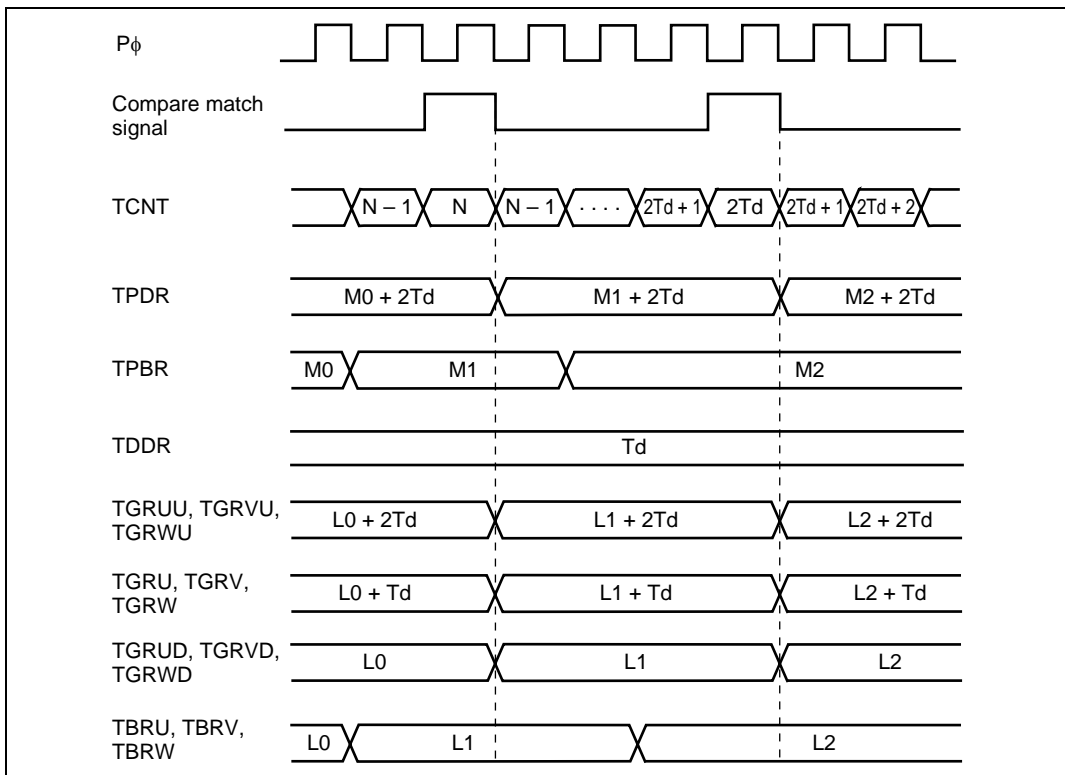 Pϕ
Compare match
signal
TCNT N – 1 N N – 1 · · · · 2Td + 1 2Td 2Td + 1 2Td + 2
TPDR M0 + 2Td M1 + 2Td M2 + 2Td
TPBR M0 M1 M2
TDDR Td
TGRUU, TGRVU,
TGRWU L0 + 2Td L1 + 2Td L2 + 2Td
TGRU, TGRV,
TGRW L0 + Td L1 + Td L2 + Td
TGRUD, TGRVD,
TGRWD L0 L1 L2
TBRU, TBRV,
TBRW L0 L1 L2